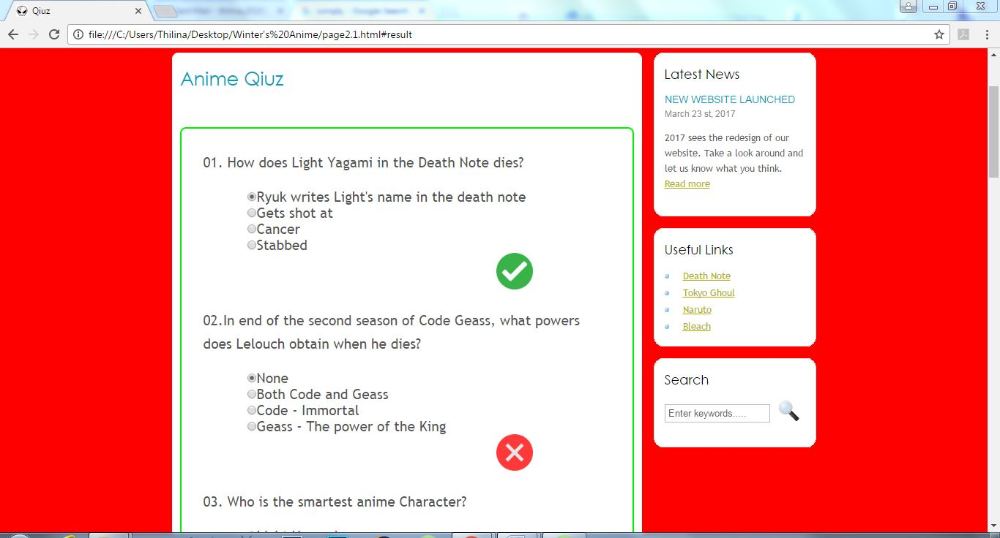 Qiuz
file:///C:/Users/Thilina/Desktop/Winter's%20Anime/page2.1.html#result
Anime Qiuz
01. How does Light Yagami in the Death Note dies?
Ryuk writes Light's name in the death note
Gets shot at
Cancer
Stabbed
02.In end of the second season of Code Geass, what powers
does Lelouch obtain when he dies?
None
Both Code and Geass
Code - Immortal
Geass - The power of the King
03. Who is the smartest anime Character?
Latest News
NEW WEBSITE LAUNCHED
March 23 st, 2017
2017 sees the redesign of our
website. Take a look around and
let us know what you think.
Read more
Useful Links
Death Note
Tokyo Ghoul
Naruto
Bleach
Search
Enter keywords.....